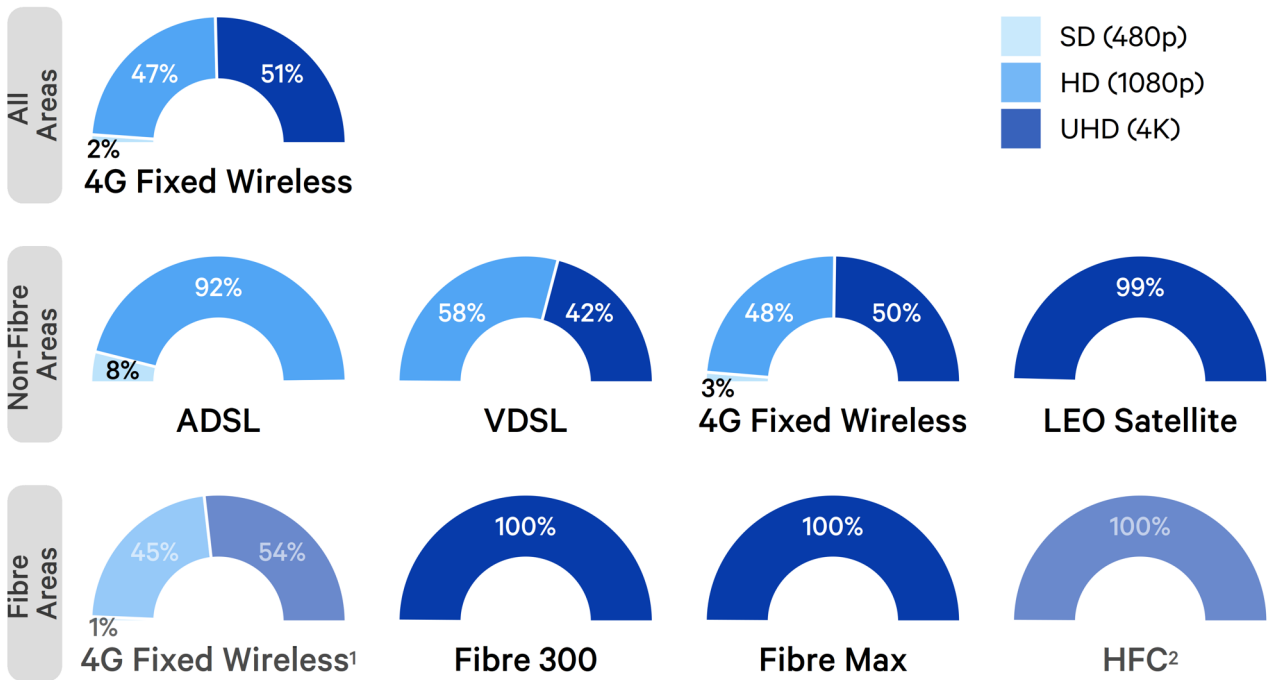 All
Areas
47%
51%
2%
4G Fixed Wireless
SD (480p)
HD (1080p)
UHD (4K)
Non-Fibre
Areas
92%
8%
ADSL
58%
42%
VDSL
48%
50%
3%
4G Fixed Wireless
99%
LEO Satellite
Fibre
Areas
45%
54%
1%
4G Fixed Wireless¹
100%
Fibre 300
100%
Fibre Max
100%
HFC²